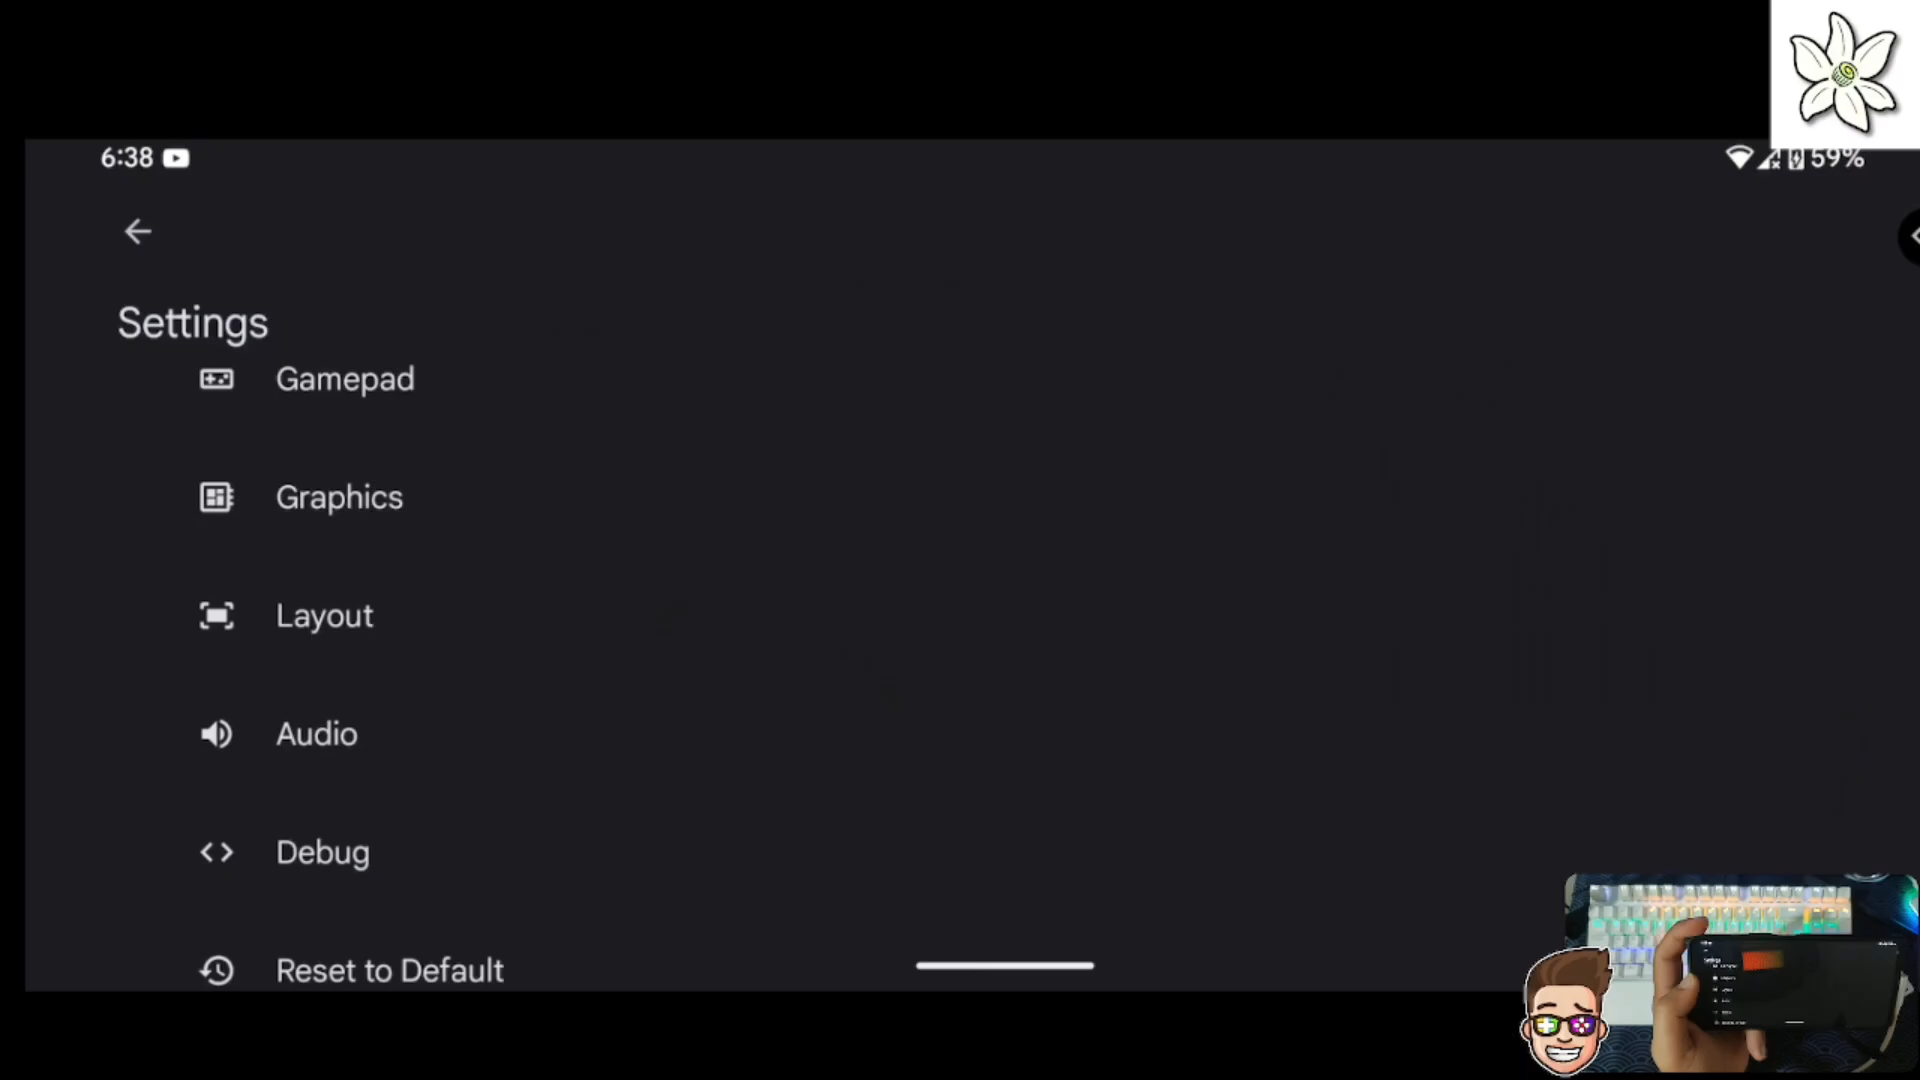 6:38
59%
Settings
Gamepad
Graphics
Layout
Audio
Debug
Reset to Default